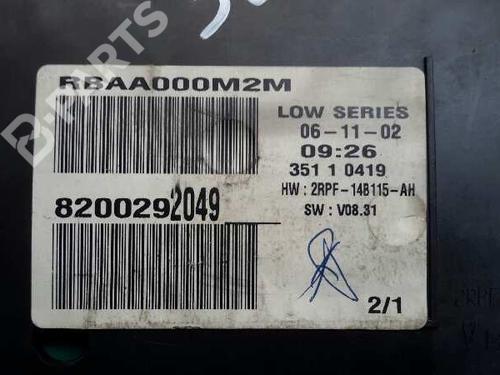 RBAA000M2M
LOW SERIES
06-11-02
09:26
351 1 0419
HW : 2RPF-14B115-AH
SW : V08.31
8200292049
2/1
B-PARTS